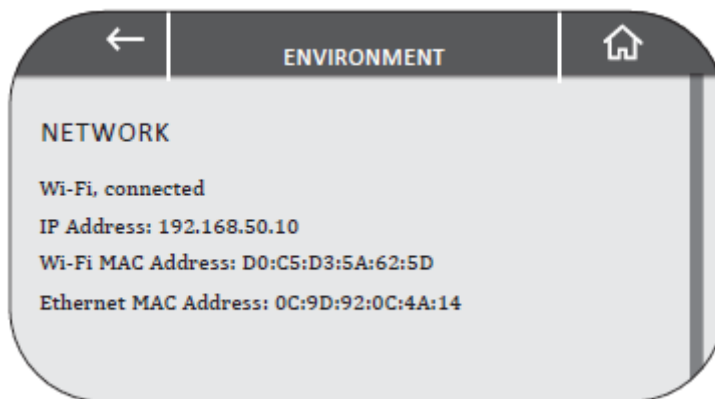 ENVIRONMENT
NETWORK
Wi-Fi, connected
IP Address: 192.168.50.10
Wi-Fi MAC Address: D0:C5:D3:5A:62:5D
Ethernet MAC Address: 0C:9D:92:0C:4A:14